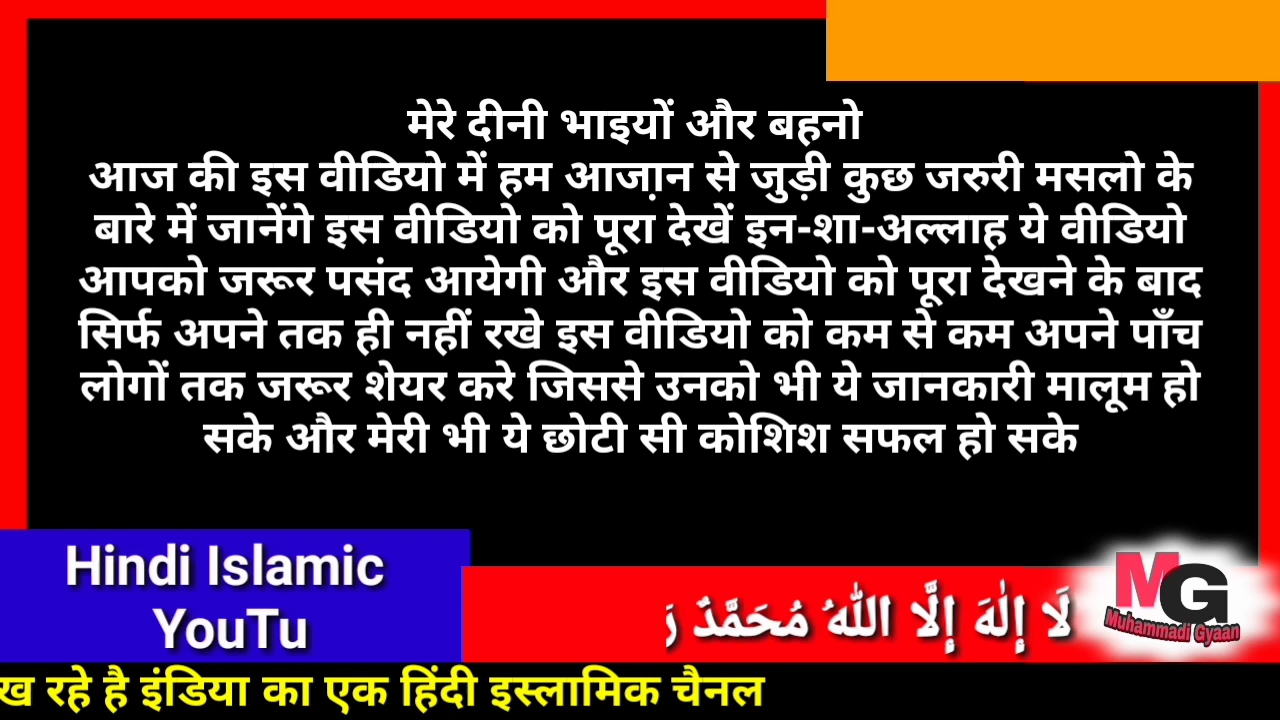 मेरे दीनी भाइयों और बहनो
आज की इस वीडियो में हम आजा़न से जुड़ी कुछ जरुरी मसलो के
बारे में जानेंगे इस वीडियो को पूरा देखें इन-शा-अल्लाह ये वीडियो
आपको जरूर पसंद आयेगी और इस वीडियो को पूरा देखने के बाद
सिर्फ अपने तक ही नहीं रखे इस वीडियो को कम से कम अपने पाँच
लोगों तक जरूर शेयर करे जिससे उनको भी ये जानकारी मालूम हो
सके और मेरी भी ये छोटी सी कोशिश सफल हो सके
Hindi Islamic
YouTu
لَا إِلٰهَ إِلَّا اللهُ مُحَمَّدٌ رَ
MG
Muhammadi Gyaan
ख रहे है इंडिया का एक हिंदी इस्लामिक चैनल